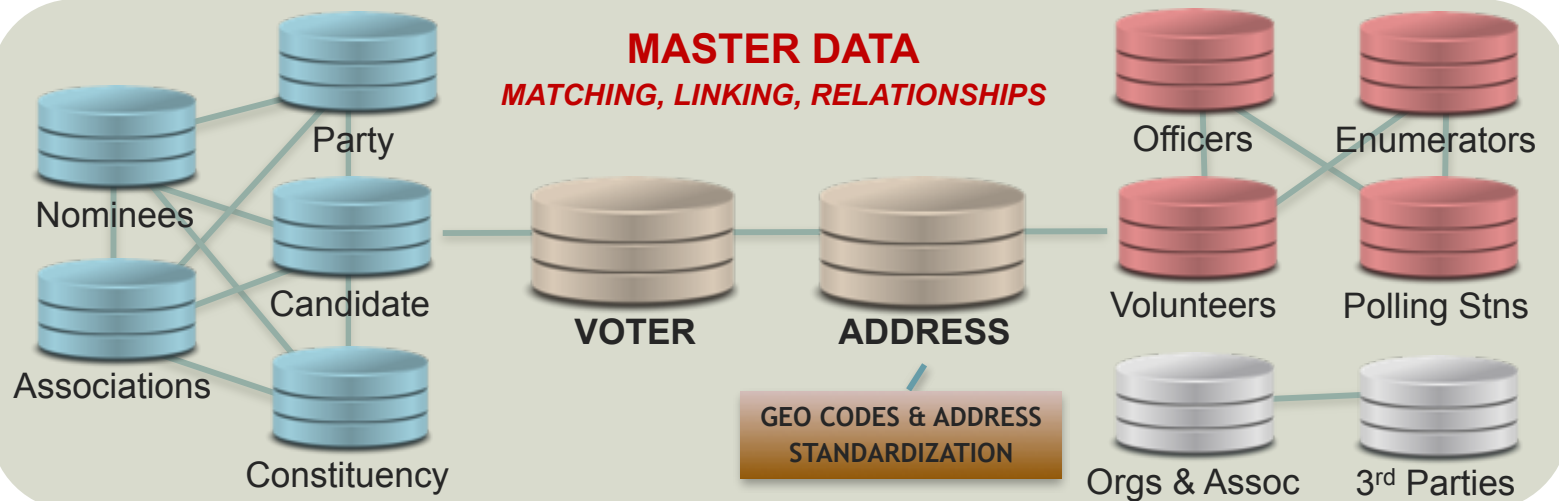 MASTER DATA
MATCHING, LINKING, RELATIONSHIPS
Party
Nominees
Candidate
Associations
Constituency
VOTER
ADDRESS
GEO CODES & ADDRESS
STANDARDIZATION
Officers
Enumerators
Volunteers
Polling Stns
Orgs & Assoc
3rd Parties